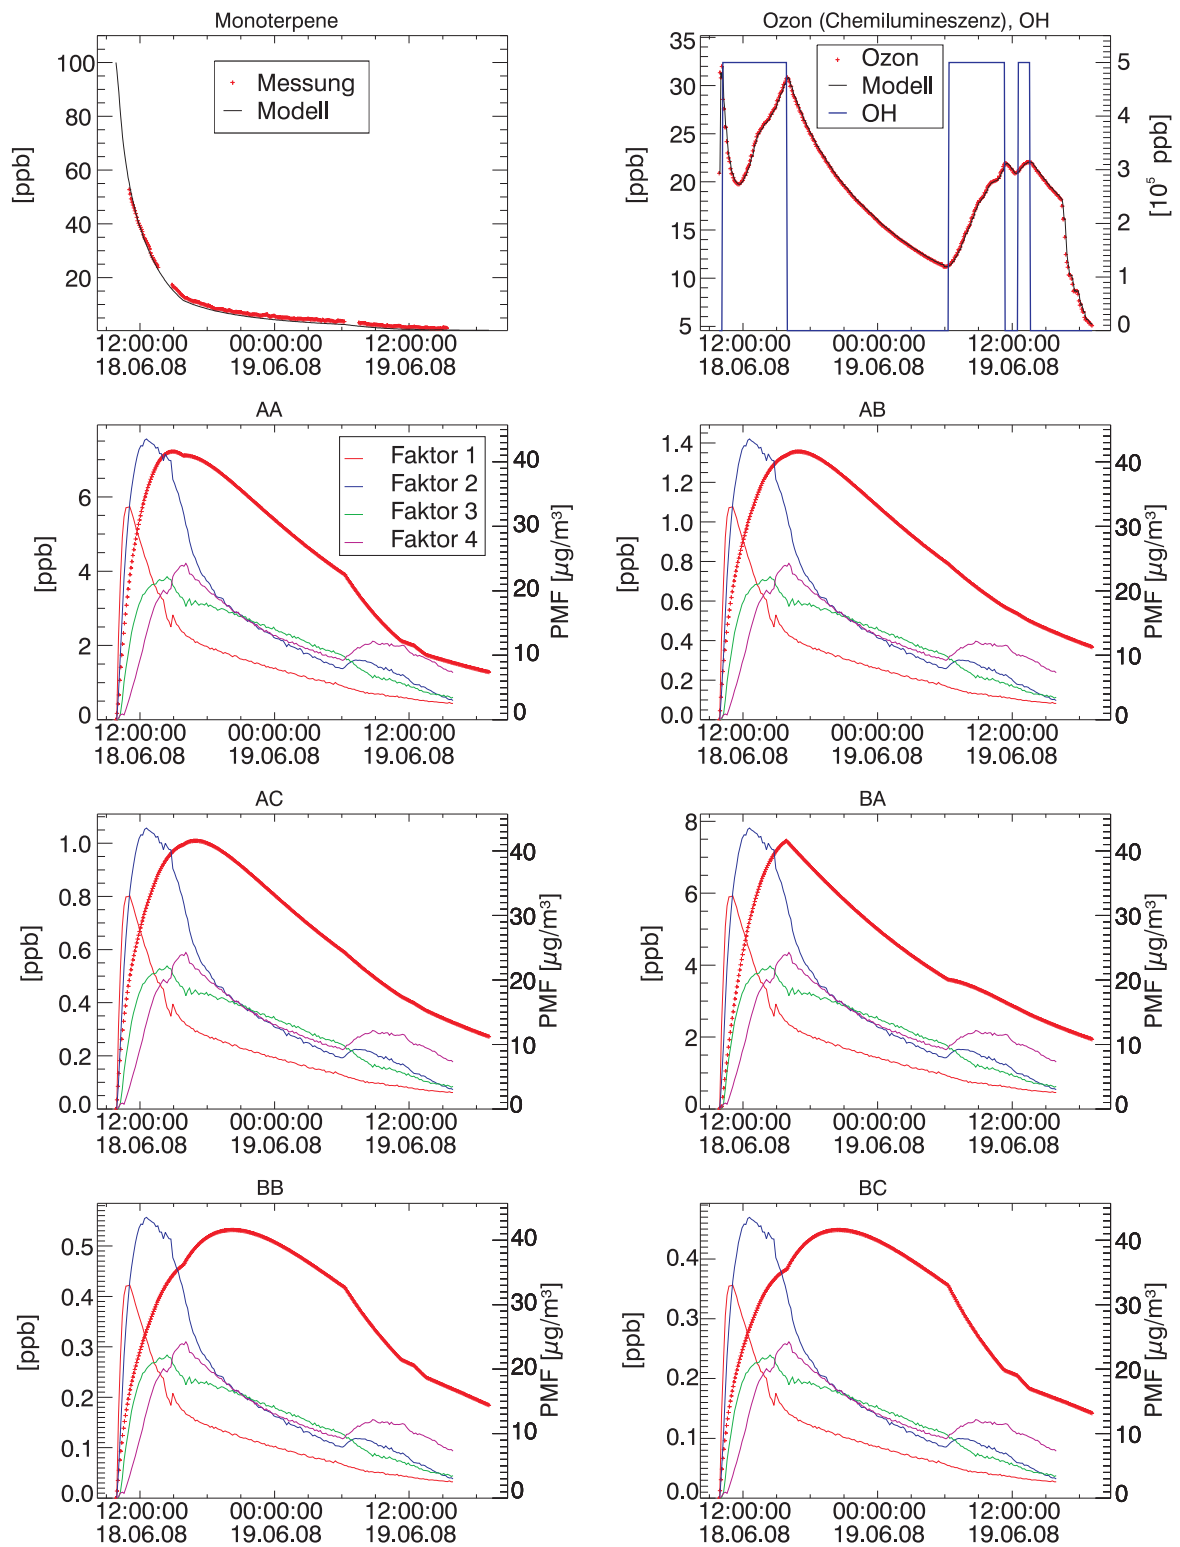 Monoterpene
[ppb]
100
80
60
40
20
Messung
Modell
12:00:00 00:00:00 12:00:00
18.06.08 19.06.08 19.06.08
Ozon (Chemilumineszenz), OH
[ppb]
35
30
25
20
15
10
5
Ozon
Modell
OH
5
4
3
2
1
0
[10⁵ ppb]
12:00:00 00:00:00 12:00:00
18.06.08 19.06.08 19.06.08
AA
[ppb]
6
4
2
0
Faktor 1
Faktor 2
Faktor 3
Faktor 4
40
30
20
10
0
PMF [µg/m³]
12:00:00 00:00:00 12:00:00
18.06.08 19.06.08 19.06.08
AB
[ppb]
1.4
1.2
1.0
0.8
0.6
0.4
0.2
0.0
40
30
20
10
0
PMF [µg/m³]
12:00:00 00:00:00 12:00:00
18.06.08 19.06.08 19.06.08
AC
[ppb]
1.0
0.8
0.6
0.4
0.2
0.0
40
30
20
10
0
PMF [µg/m³]
12:00:00 00:00:00 12:00:00
18.06.08 19.06.08 19.06.08
BA
[ppb]
8
6
4
2
0
40
30
20
10
0
PMF [µg/m³]
12:00:00 00:00:00 12:00:00
18.06.08 19.06.08 19.06.08
BB
[ppb]
0.5
0.4
0.3
0.2
0.1
0.0
40
30
20
10
0
PMF [µg/m³]
12:00:00 00:00:00 12:00:00
18.06.08 19.06.08 19.06.08
BC
[ppb]
0.4
0.3
0.2
0.1
0.0
40
30
20
10
0
PMF [µg/m³]
12:00:00 00:00:00 12:00:00
18.06.08 19.06.08 19.06.08